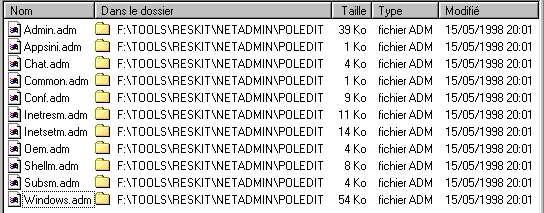 Nom Dans le dossier Taille Type Modifié
Admin.adm F:\TOOLS\RESKIT\NETADMIN\POLEDIT 39 Ko fichier ADM 15/05/1998 20:01
Appsini.adm F:\TOOLS\RESKIT\NETADMIN\POLEDIT 1 Ko fichier ADM 15/05/1998 20:01
Chat.adm F:\TOOLS\RESKIT\NETADMIN\POLEDIT 4 Ko fichier ADM 15/05/1998 20:01
Common.adm F:\TOOLS\RESKIT\NETADMIN\POLEDIT 1 Ko fichier ADM 15/05/1998 20:01
Conf.adm F:\TOOLS\RESKIT\NETADMIN\POLEDIT 9 Ko fichier ADM 15/05/1998 20:01
Inetresm.adm F:\TOOLS\RESKIT\NETADMIN\POLEDIT 11 Ko fichier ADM 15/05/1998 20:01
Inetsetm.adm F:\TOOLS\RESKIT\NETADMIN\POLEDIT 14 Ko fichier ADM 15/05/1998 20:01
Oem.adm F:\TOOLS\RESKIT\NETADMIN\POLEDIT 4 Ko fichier ADM 15/05/1998 20:01
Shellm.adm F:\TOOLS\RESKIT\NETADMIN\POLEDIT 8 Ko fichier ADM 15/05/1998 20:01
Subsm.adm F:\TOOLS\RESKIT\NETADMIN\POLEDIT 4 Ko fichier ADM 15/05/1998 20:01
Windows.adm F:\TOOLS\RESKIT\NETADMIN\POLEDIT 54 Ko fichier ADM 15/05/1998 20:01